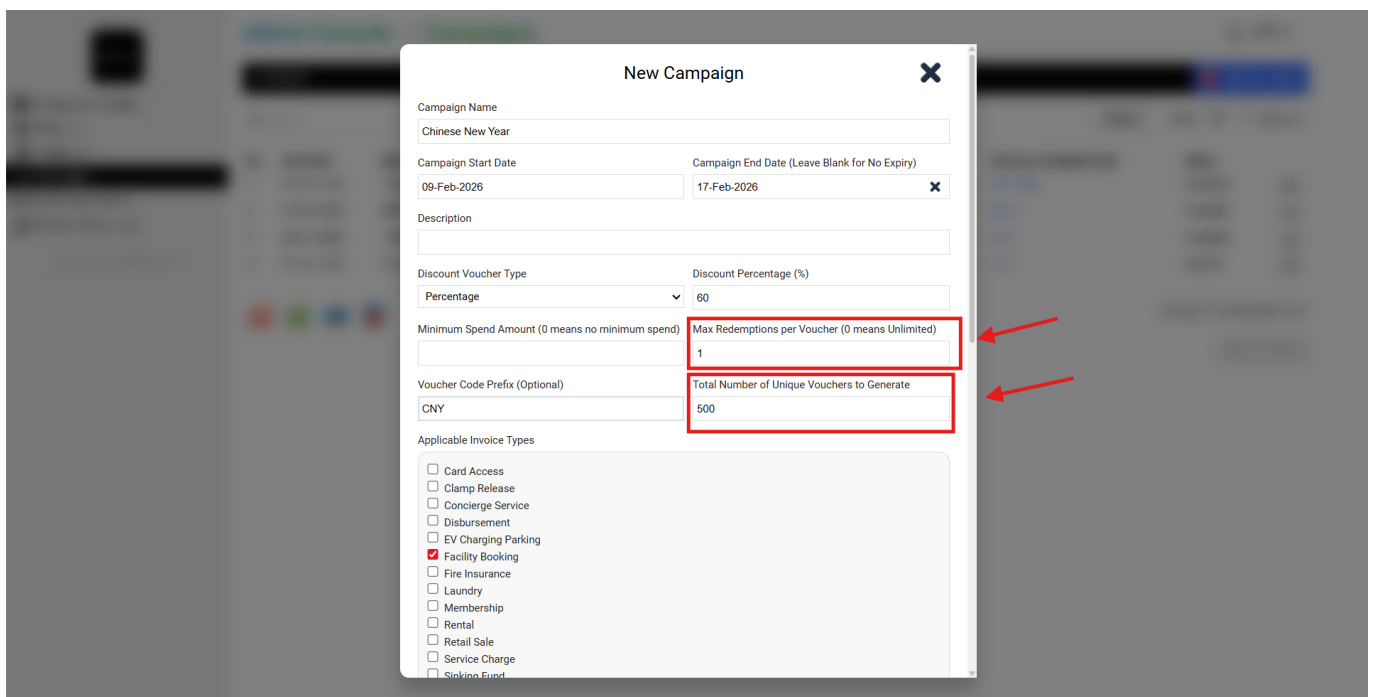 New Campaign
Campaign Name
Chinese New Year
Campaign Start Date
Campaign End Date (Leave Blank for No Expiry)
09-Feb-2026
17-Feb-2026
Description
Discount Voucher Type
Discount Percentage (%)
Percentage
60
Minimum Spend Amount (0 means no minimum spend)
Max Redemptions per Voucher (0 means Unlimited)
1
Voucher Code Prefix (Optional)
Total Number of Unique Vouchers to Generate
CNY
500
Applicable Invoice Types
Card Access
Clamp Release
Concierge Service
Disbursement
EV Charging Parking
Facility Booking
Fire Insurance
Laundry
Membership
Rental
Retail Sale
Service Charge
Sinking Fund